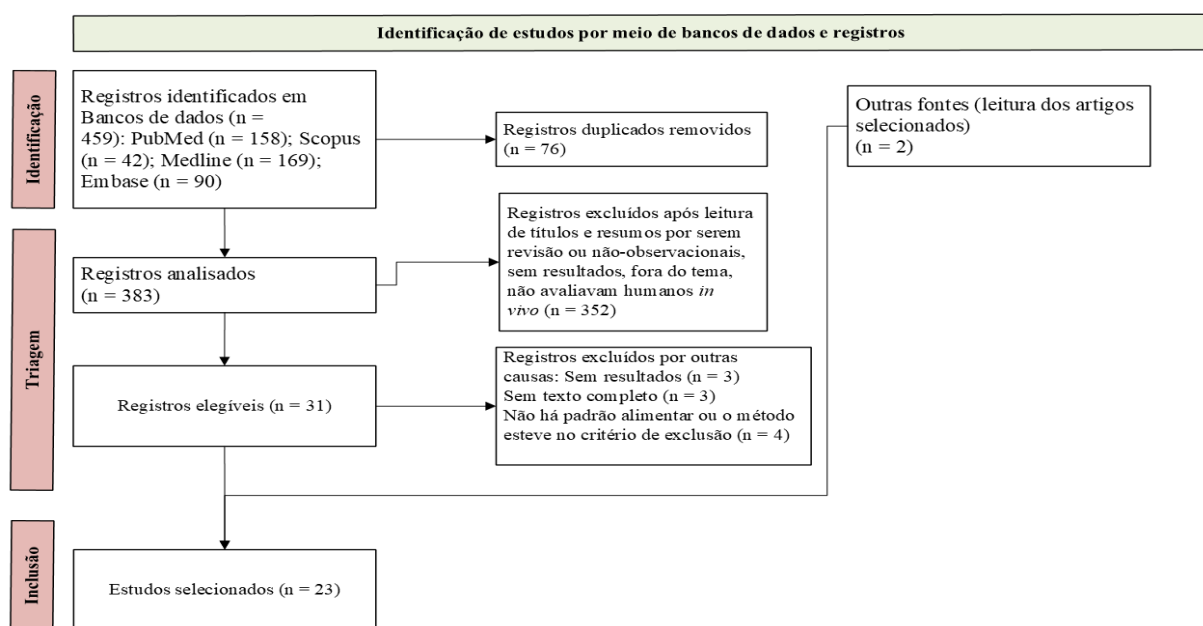 Identificação de estudos por meio de bancos de dados e registros
Identificação
Registros identificados em
Bancos de dados (n =
459): PubMed (n = 158); Scopus
(n = 42); Medline (n = 169);
Embase (n = 90)
Registros duplicados removidos
(n = 76)
Outras fontes (leitura dos artigos
selecionados)
(n = 2)
Triagem
Registros analisados
(n = 383)
Registros excluídos após leitura
de títulos e resumos por serem
revisão ou não-observacionais,
sem resultados, fora do tema,
não avaliavam humanos in
vivo (n = 352)
Registros elegíveis (n = 31)
Registros excluídos por outras
causas: Sem resultados (n = 3)
Sem texto completo (n = 3)
Não há padrão alimentar ou o método
esteve no critério de exclusão (n = 4)
Inclusão
Estudos selecionados (n = 23)